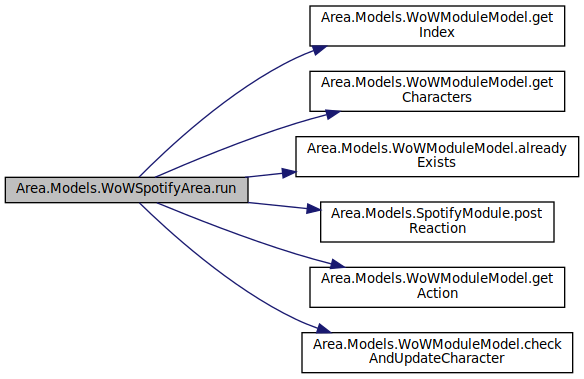 Area.Models.WoWModuleModel.get
Index
Area.Models.WoWModuleModel.get
Characters
Area.Models.WoWModuleModel.already
Exists
Area.Models.WoWSpotifyArea.run
Area.Models.SpotifyModule.post
Reaction
Area.Models.WoWModuleModel.get
Action
Area.Models.WoWModuleModel.check
AndUpdateCharacter